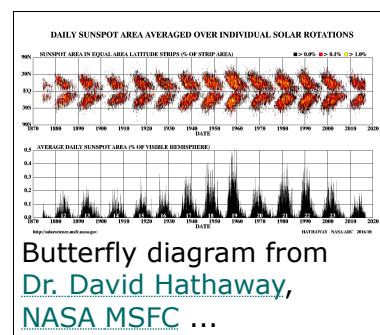 DAILY SUNSPOT AREA AVERAGED OVER INDIVIDUAL SOLAR ROTATIONS
SUNSPOT AREA IN EQUAL AREA LATITUDE STRIPS (% OF STRIP AREA) > 0.0% > 0.1% > 1.0%
90N
30N
EQ
30S
90S
1870 1880 1890 1900 1910 1920 1930 1940 1950 1960 1970 1980 1990 2000 2010 2020
DATE
AVERAGE DAILY SUNSPOT AREA (% OF VISIBLE HEMISPHERE)
0.5
0.4
0.3
0.2
0.1
0.0
1870 1880 1890 1900 1910 1920 1930 1940 1950 1960 1970 1980 1990 2000 2010 2020
DATE
http://solarscience.msfc.nasa.gov/ HATHAWAY NASA/ARC 2016/10
Butterfly diagram from
Dr. David Hathaway,
NASA MSFC ...